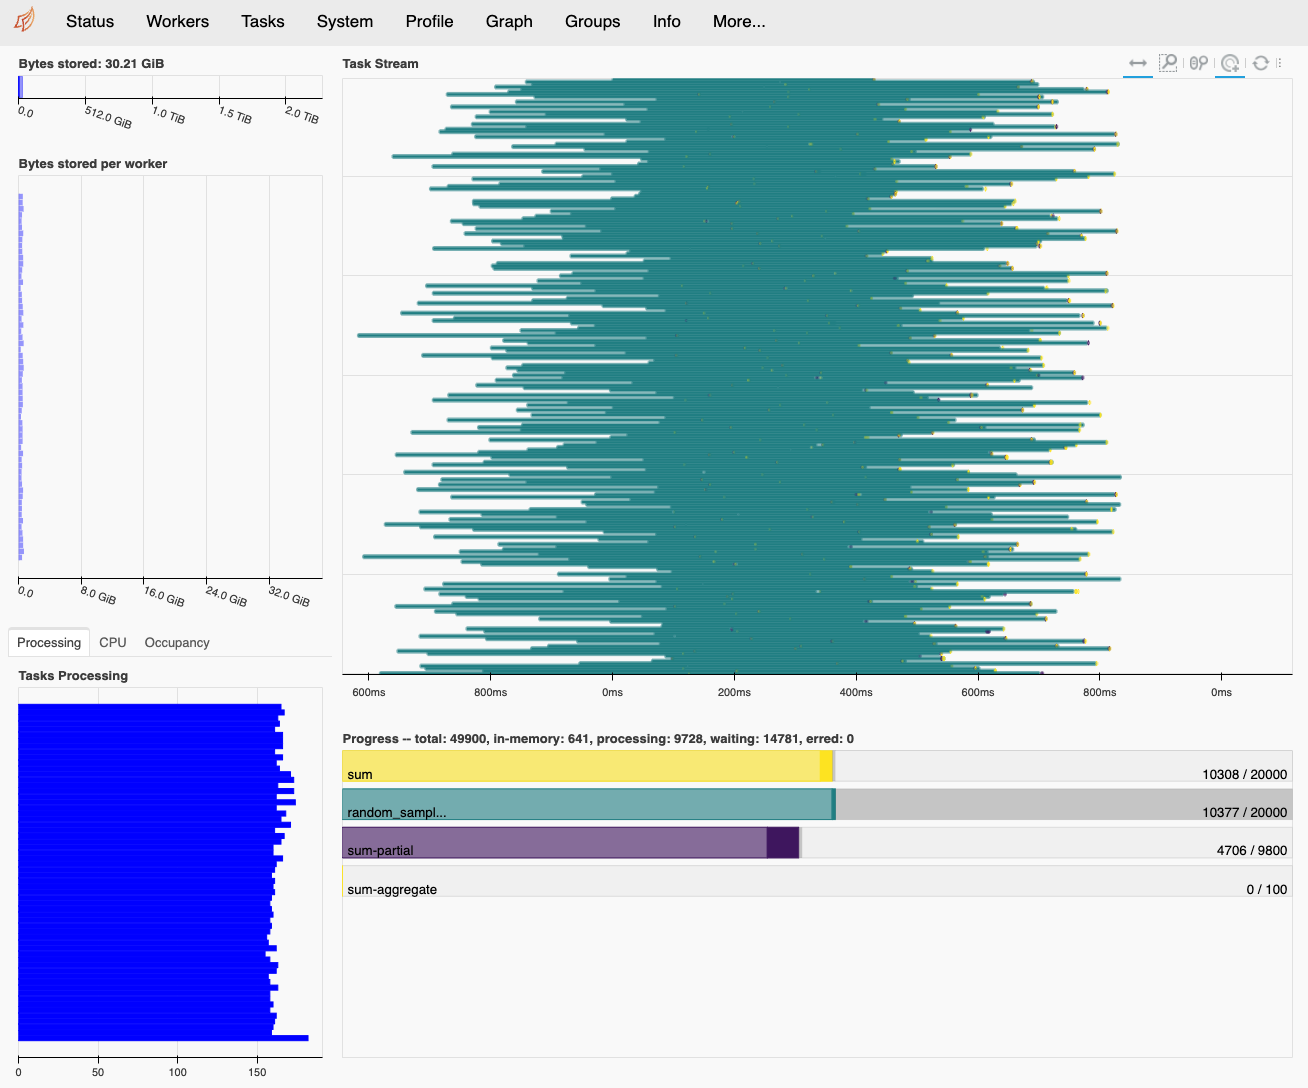 Status Workers Tasks System Profile Graph Groups Info More...
Bytes stored: 30.21 GiB
0.0 512.0 GiB 1.0 TiB 1.5 TiB 2.0 TiB
Bytes stored per worker
0.0 8.0 GiB 16.0 GiB 24.0 GiB 32.0 GiB
Processing CPU Occupancy
Tasks Processing
0 50 100 150
Task Stream
600ms 800ms 0ms 200ms 400ms 600ms 800ms 0ms
Progress -- total: 49900, in-memory: 641, processing: 9728, waiting: 14781, erred: 0
sum 10308 / 20000
random_sampl... 10377 / 20000
sum-partial 4706 / 9800
sum-aggregate 0 / 100